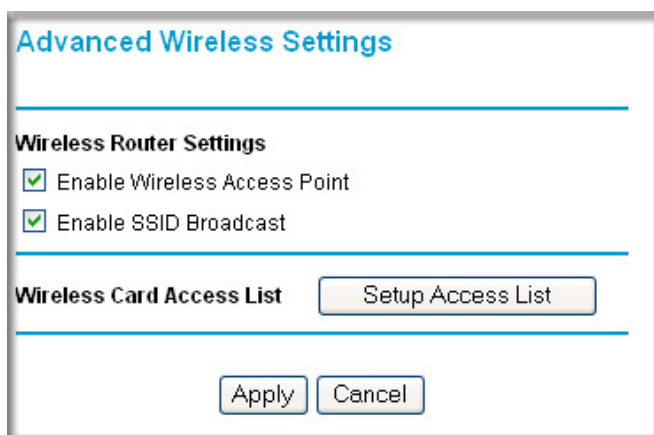 Advanced Wireless Settings
Wireless Router Settings
Enable Wireless Access Point
Enable SSID Broadcast
Wireless Card Access List Setup Access List
Apply Cancel